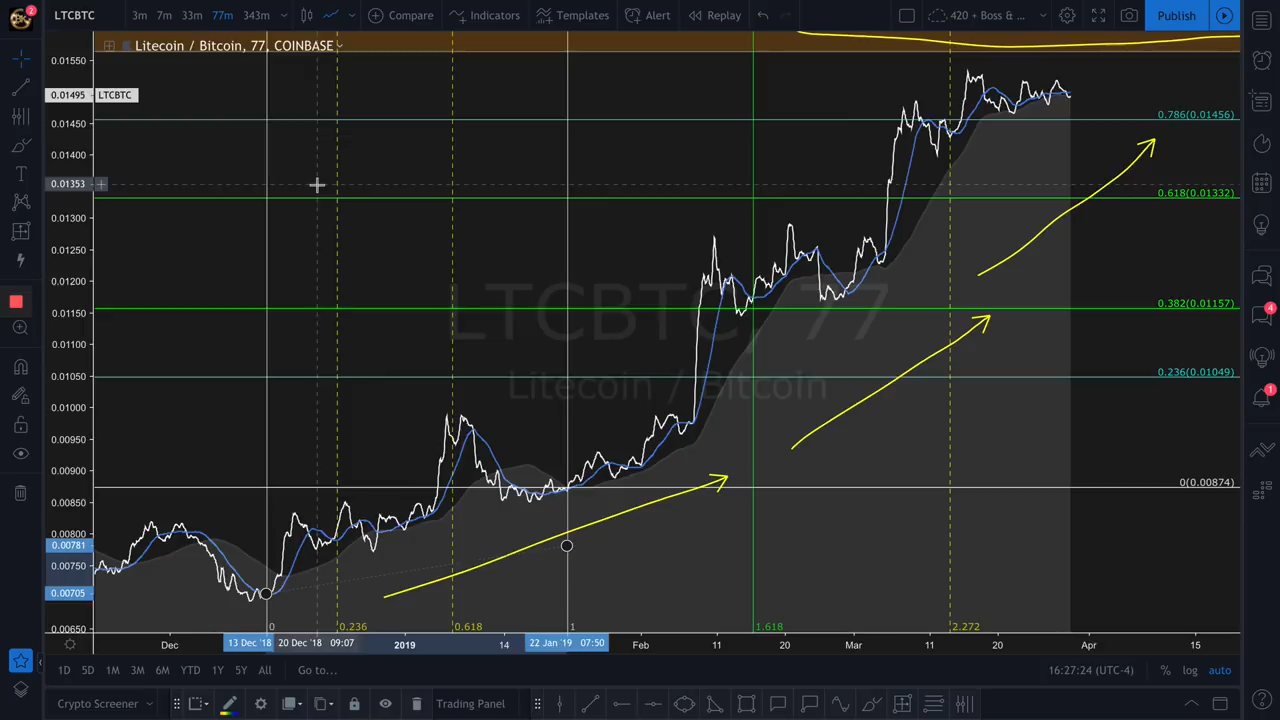 2
LTCBTC
3m 7m 33m 77m 343m
Compare
Indicators
Templates
Alert
Replay
420 + Boss & ...
Publish
Litecoin / Bitcoin, 77, COINBASE
0.01550
0.01495 LTCBTC
0.01450
0.786(0.01456)
0.01400
0.01353
0.618(0.01332)
0.01300
0.01250
0.01200
LTCBTC, 77
0.382(0.01157)
0.01150
4
0.01100
Litecoin / Bitcoin
0.236(0.01049)
0.01050
1
0.01000
0.00950
0.00900
0(0.00874)
0.00850
0.00800
0.00781
0.00750
0.00705
0.00650
0 0.236 0.618 1 1.618 2.272
Dec 13 Dec '18 20 Dec '18 09:07 2019 14 22 Jan '19 07:50 Feb 11 20 Mar 11 20 Apr 15
1D 5D 1M 3M 6M YTD 1Y 5Y All Go to... 16:27:24 (UTC-4) % log auto
Crypto Screener
Trading Panel